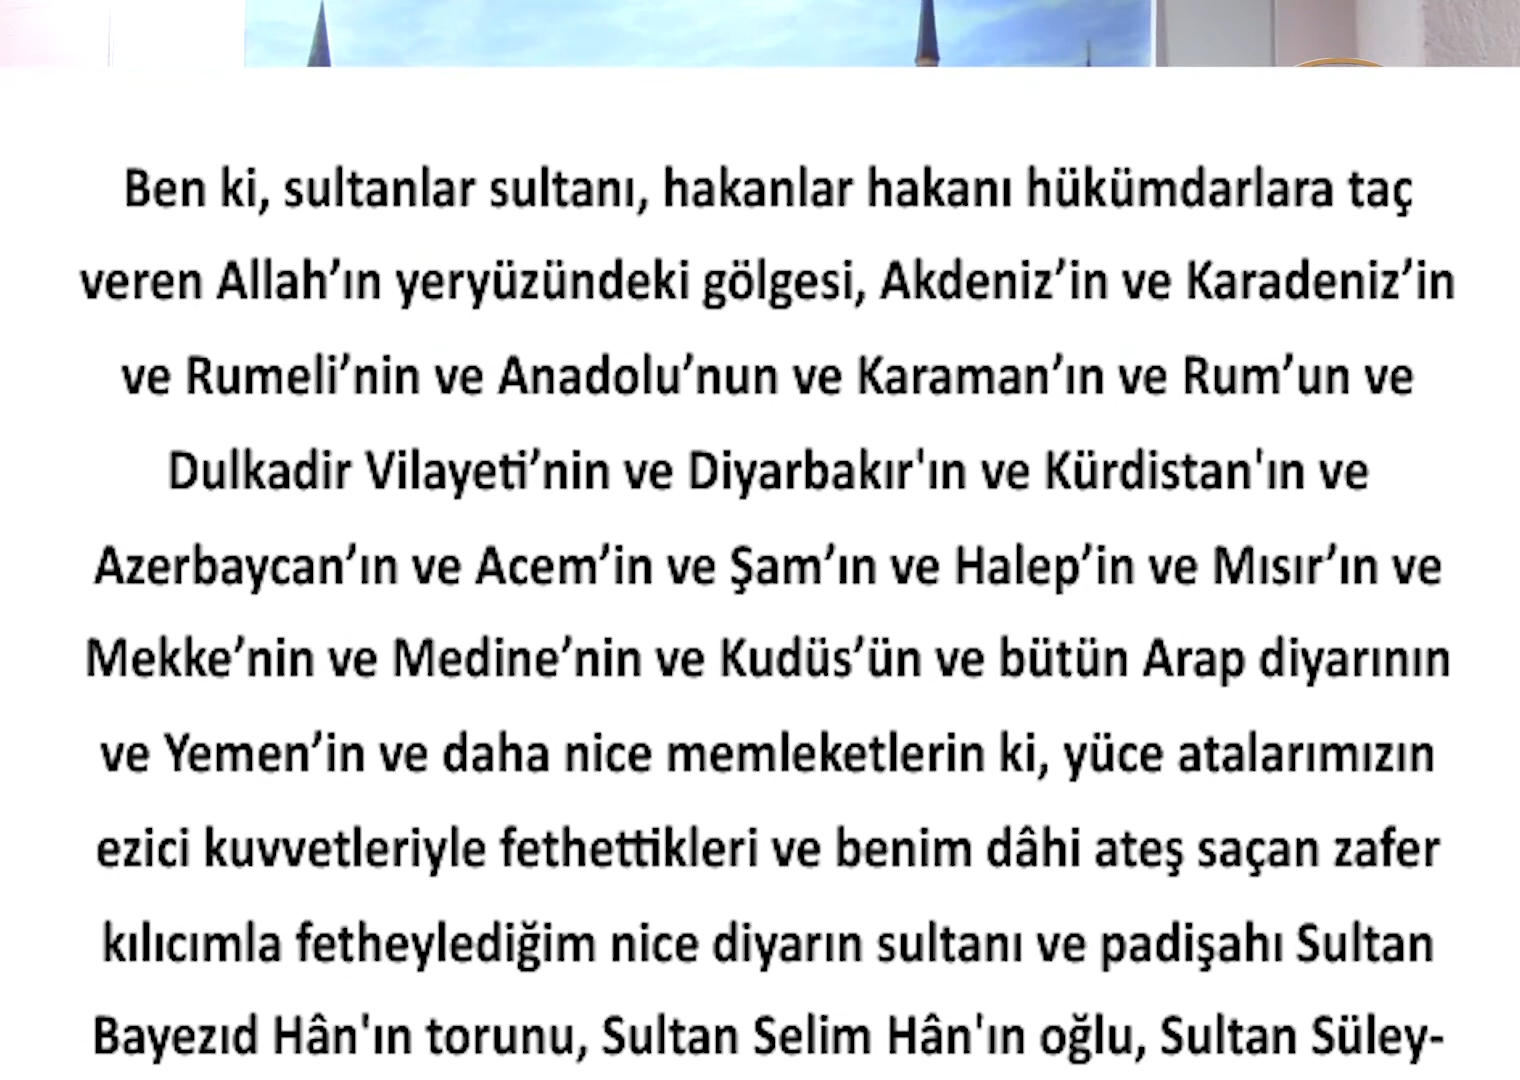 Ben ki, sultanlar sultanı, hakanlar hakanı hükümdarlara taç
veren Allah’ın yeryüzündeki gölgesi, Akdeniz’in ve Karadeniz’in
ve Rumeli’nin ve Anadolu’nun ve Karaman’ın ve Rum’un ve
Dulkadir Vilayeti’nin ve Diyarbakır'ın ve Kürdistan'ın ve
Azerbaycan’ın ve Acem’in ve Şam’ın ve Halep’in ve Mısır’ın ve
Mekke’nin ve Medine’nin ve Kudüs’ün ve bütün Arap diyarının
ve Yemen’in ve daha nice memleketlerin ki, yüce atalarımızın
ezici kuvvetleriyle fethettikleri ve benim dâhi ateş saçan zafer
kılıcımla fetheylediğim nice diyarın sultanı ve padişahı Sultan
Bayezıd Hân'ın torunu, Sultan Selim Hân'ın oğlu, Sultan Süley-